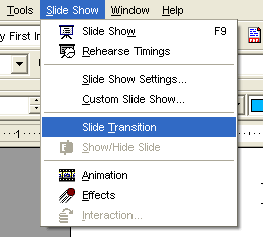 Tools Slide Show Window Help
y First In
Slide Show F9
Rehearse Timings
Slide Show Settings...
Custom Slide Show...
Slide Transition
Show/Hide Slide
Animation
Effects
Interaction...
1